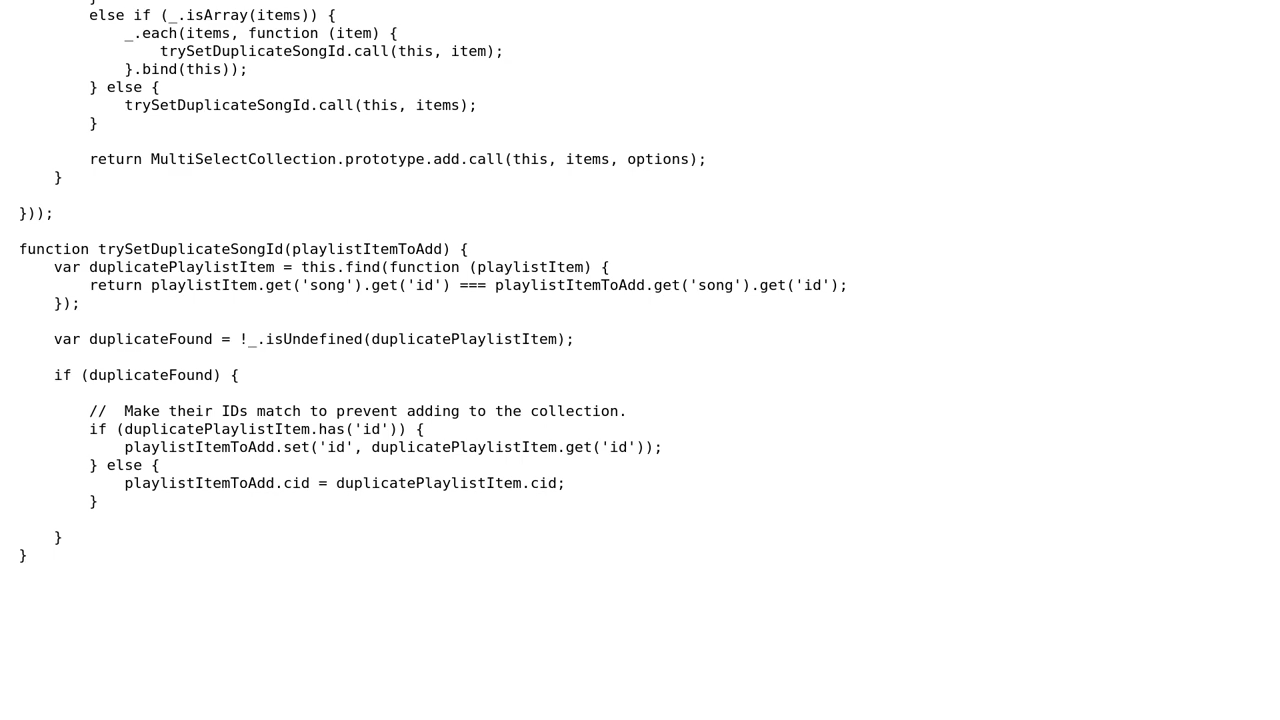 }
        else if (_.isArray(items)) {
            _.each(items, function (item) {
                trySetDuplicateSongId.call(this, item);
            }.bind(this));
        } else {
            trySetDuplicateSongId.call(this, items);
        }

        return MultiSelectCollection.prototype.add.call(this, items, options);
    }

}));

function trySetDuplicateSongId(playlistItemToAdd) {
    var duplicatePlaylistItem = this.find(function (playlistItem) {
        return playlistItem.get('song').get('id') === playlistItemToAdd.get('song').get('id');
    });

    var duplicateFound = !_.isUndefined(duplicatePlaylistItem);

    if (duplicateFound) {

        //  Make their IDs match to prevent adding to the collection.
        if (duplicatePlaylistItem.has('id')) {
            playlistItemToAdd.set('id', duplicatePlaylistItem.get('id'));
        } else {
            playlistItemToAdd.cid = duplicatePlaylistItem.cid;
        }

    }
}